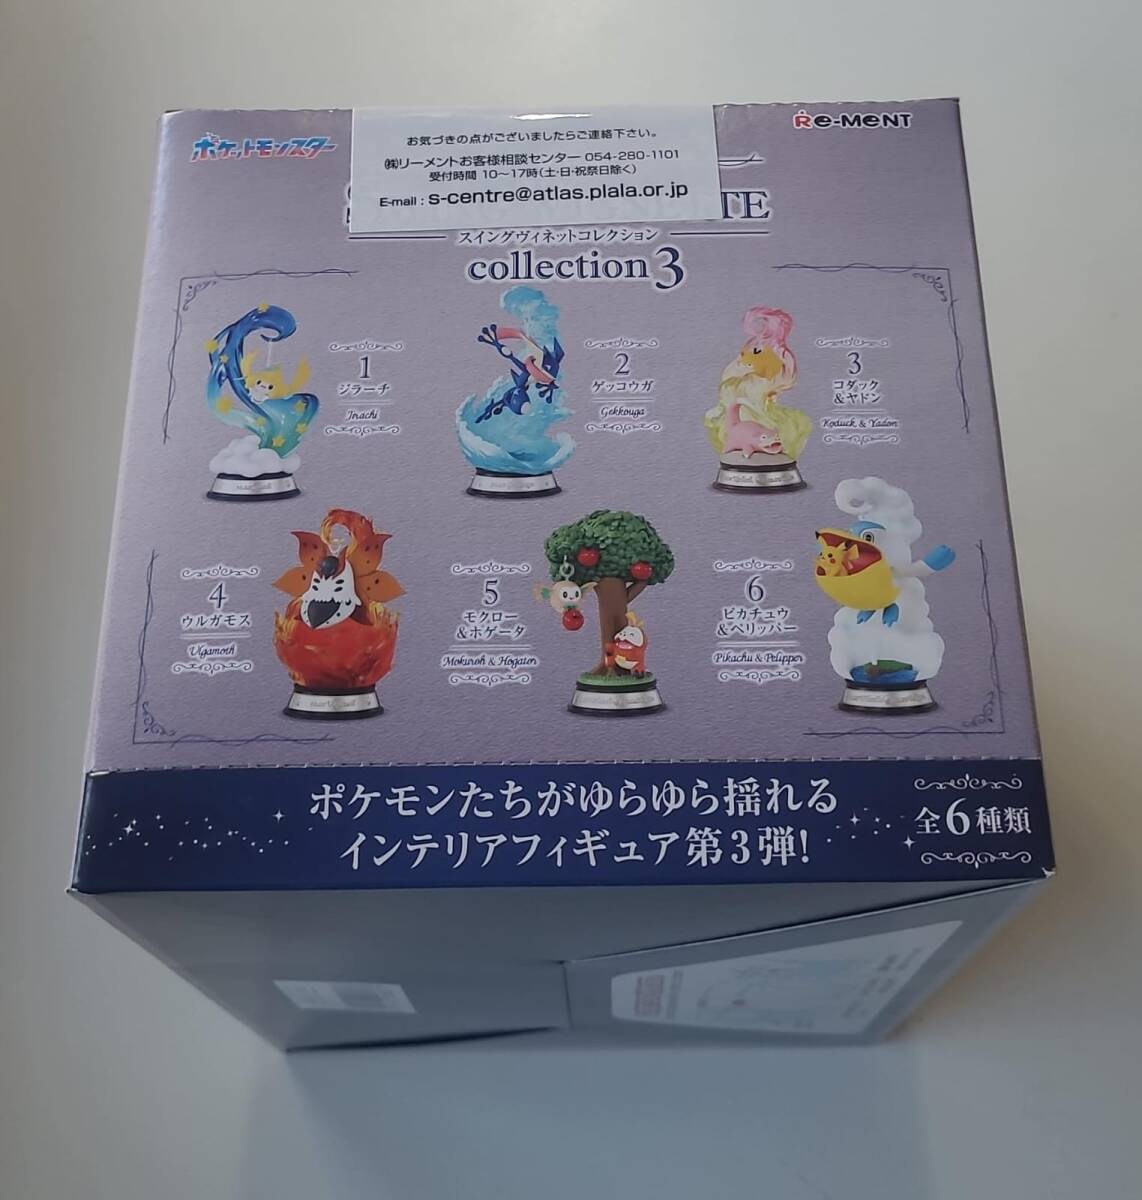 ポケットモンスター
Re-MeNT
お気づきの点がございましたらご連絡下さい。
㈱リーメントお客様相談センター 054-280-1101
受付時間 10〜17時(土・日・祝祭日除く)
E-mail : s-centre@atlas.plala.or.jp
スイングヴィネットコレクション
collection 3
1
ジラーチ
Jirachi
2
ゲッコウガ
Gekkouga
3
コダック
&ヤドン
Koduck & Yadon
4
ウルガモス
Ulgamoth
5
モクロー
&ホゲータ
Mokuroh & Hogator
6
ピカチュウ
&ペリッパー
Pikachu & Pelipper
ポケモンたちがゆらゆら揺れる
インテリアフィギュア第3弾!
全6種類